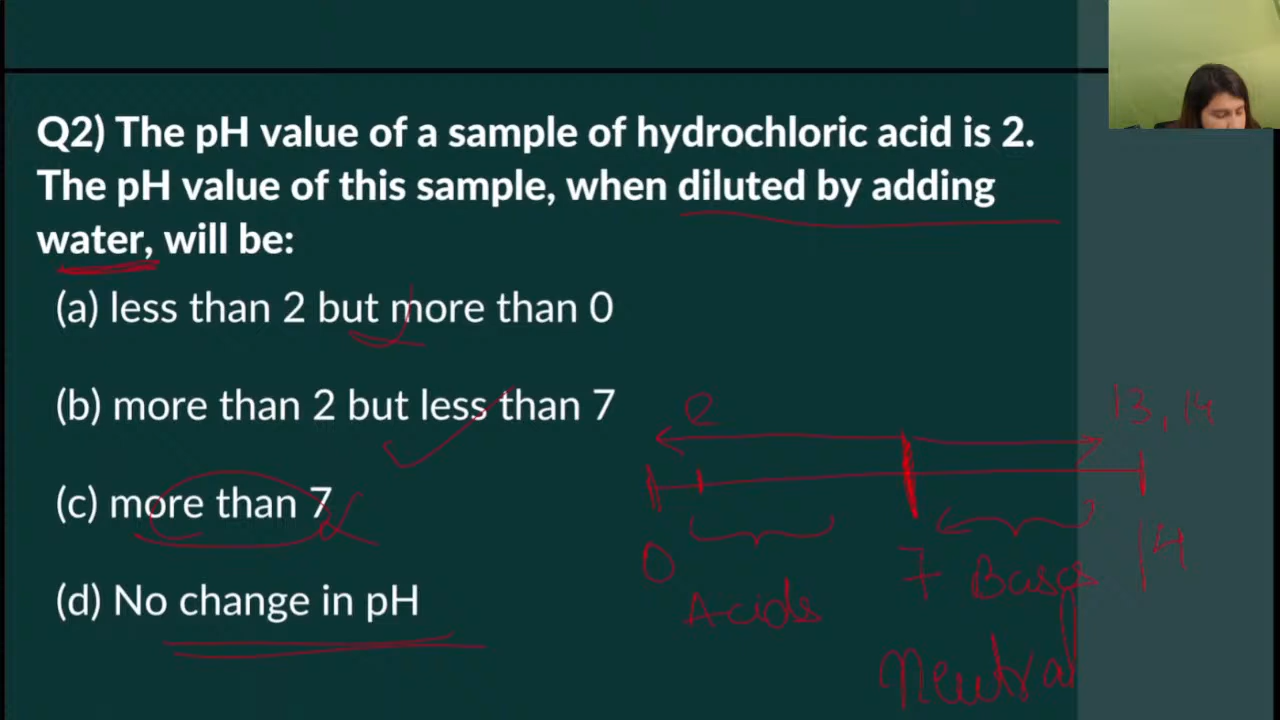 Q2) The pH value of a sample of hydrochloric acid is 2.
The pH value of this sample, when diluted by adding
water, will be:
(a) less than 2 but more than 0
(b) more than 2 but less than 7
(c) more than 7
(d) No change in pH
13, 14
0
7
14
Acids
Bases
Neutral